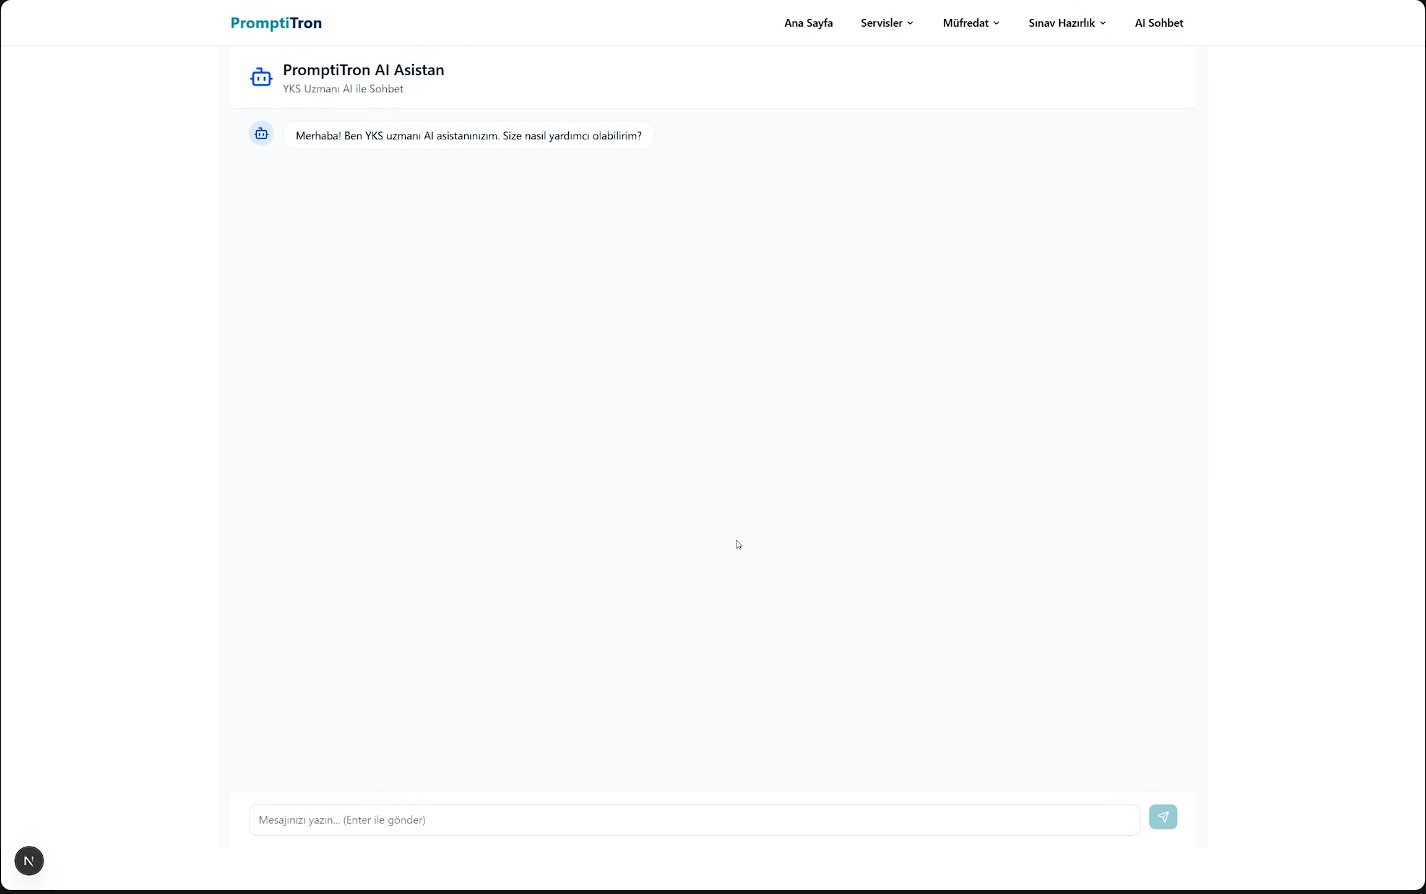 PromptiTron
Ana Sayfa
Servisler
Müfredat
Sınav Hazırlık
AI Sohbet
PromptiTron AI Asistan
YKS Uzmanı AI ile Sohbet
Merhaba! Ben YKS uzmanı AI asistanınızım. Size nasıl yardımcı olabilirim?
Mesajınızı yazın... (Enter ile gönder)
N